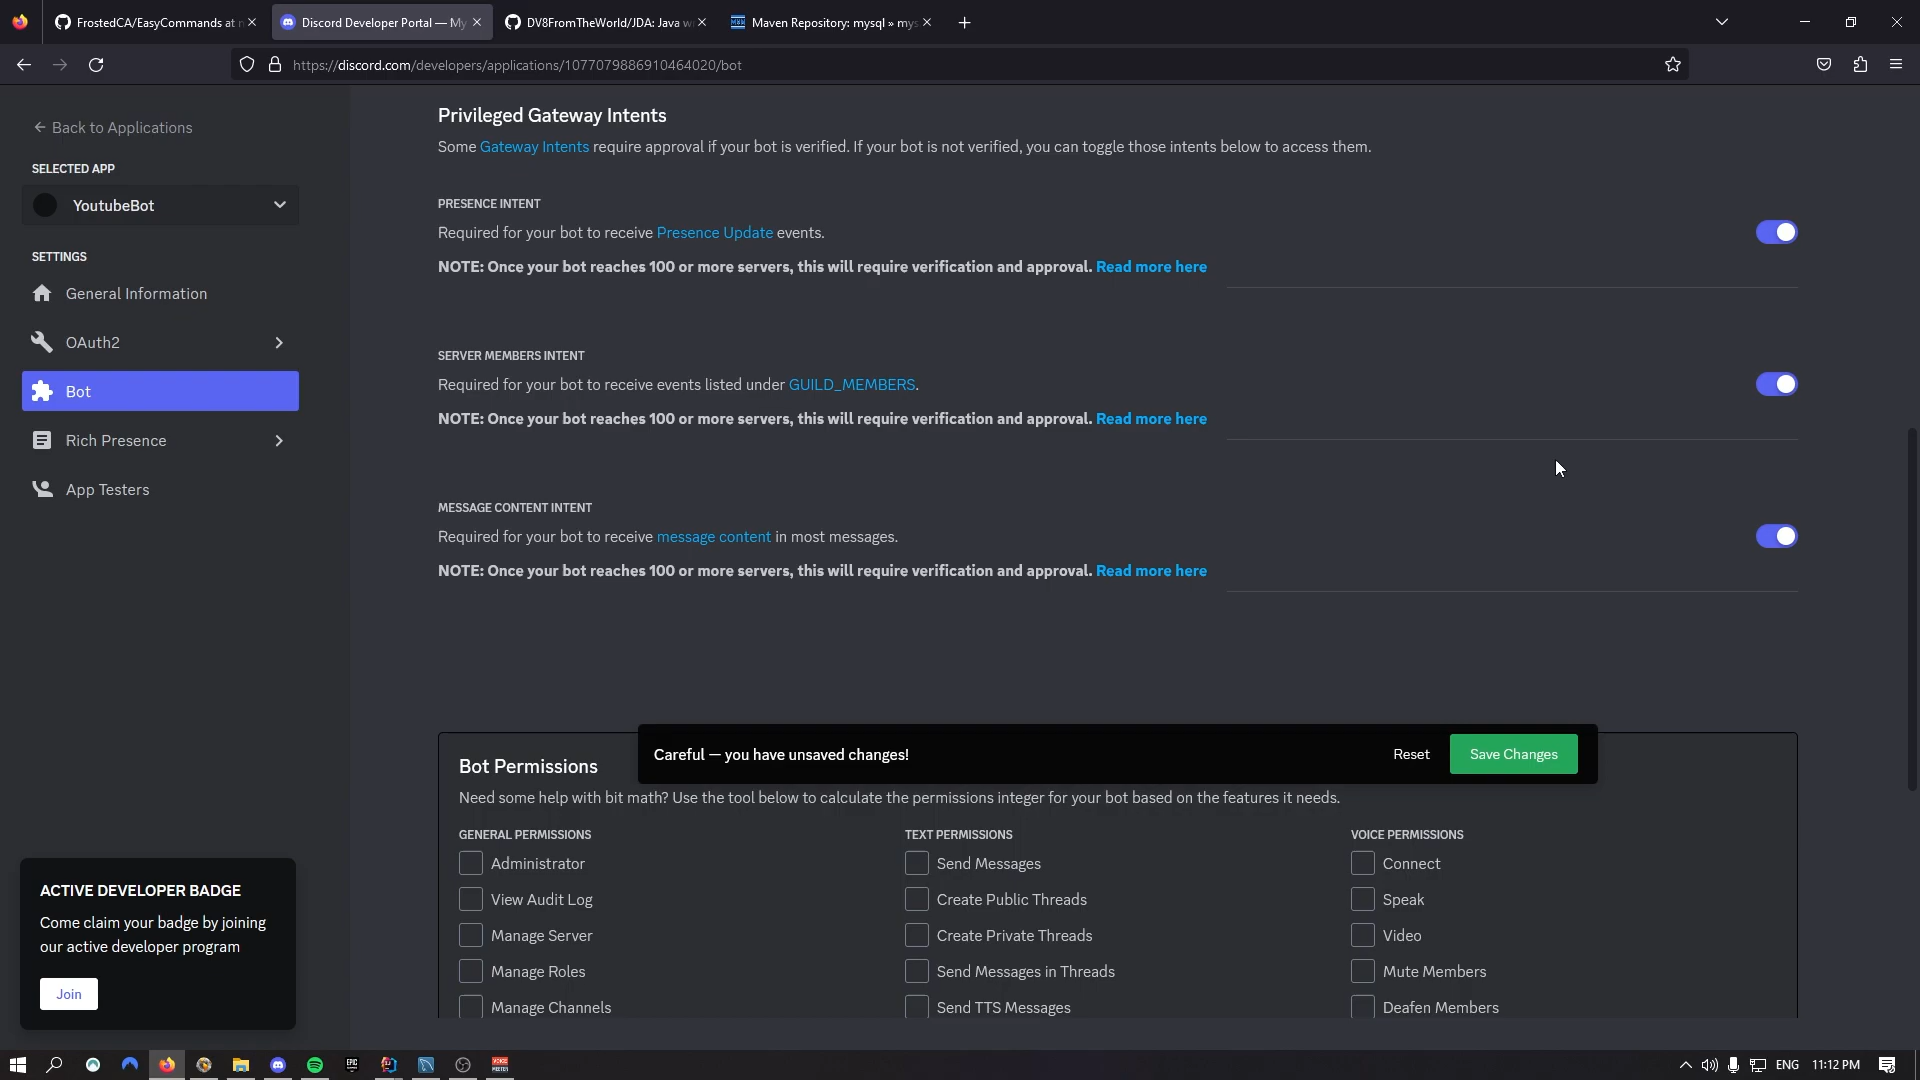 FrostedCA/EasyCommands at n
Discord Developer Portal — My
DV8FromTheWorld/JDA: Java w
Maven Repository: mysql » mys
https://discord.com/developers/applications/1077079886910464020/bot
Back to Applications
SELECTED APP
YoutubeBot
SETTINGS
General Information
OAuth2
Bot
Rich Presence
App Testers
ACTIVE DEVELOPER BADGE
Come claim your badge by joining
our active developer program
Join
Privileged Gateway Intents
Some Gateway Intents require approval if your bot is verified. If your bot is not verified, you can toggle those intents below to access them.
PRESENCE INTENT
Required for your bot to receive Presence Update events.
NOTE: Once your bot reaches 100 or more servers, this will require verification and approval. Read more here
SERVER MEMBERS INTENT
Required for your bot to receive events listed under GUILD_MEMBERS.
NOTE: Once your bot reaches 100 or more servers, this will require verification and approval. Read more here
MESSAGE CONTENT INTENT
Required for your bot to receive message content in most messages.
NOTE: Once your bot reaches 100 or more servers, this will require verification and approval. Read more here
Careful — you have unsaved changes!
Reset
Save Changes
Bot Permissions
Need some help with bit math? Use the tool below to calculate the permissions integer for your bot based on the features it needs.
GENERAL PERMISSIONS
Administrator
View Audit Log
Manage Server
Manage Roles
Manage Channels
TEXT PERMISSIONS
Send Messages
Create Public Threads
Create Private Threads
Send Messages in Threads
Send TTS Messages
VOICE PERMISSIONS
Connect
Speak
Video
Mute Members
Deafen Members
EPIC
VOICE
MEETER
ENG
11:12 PM